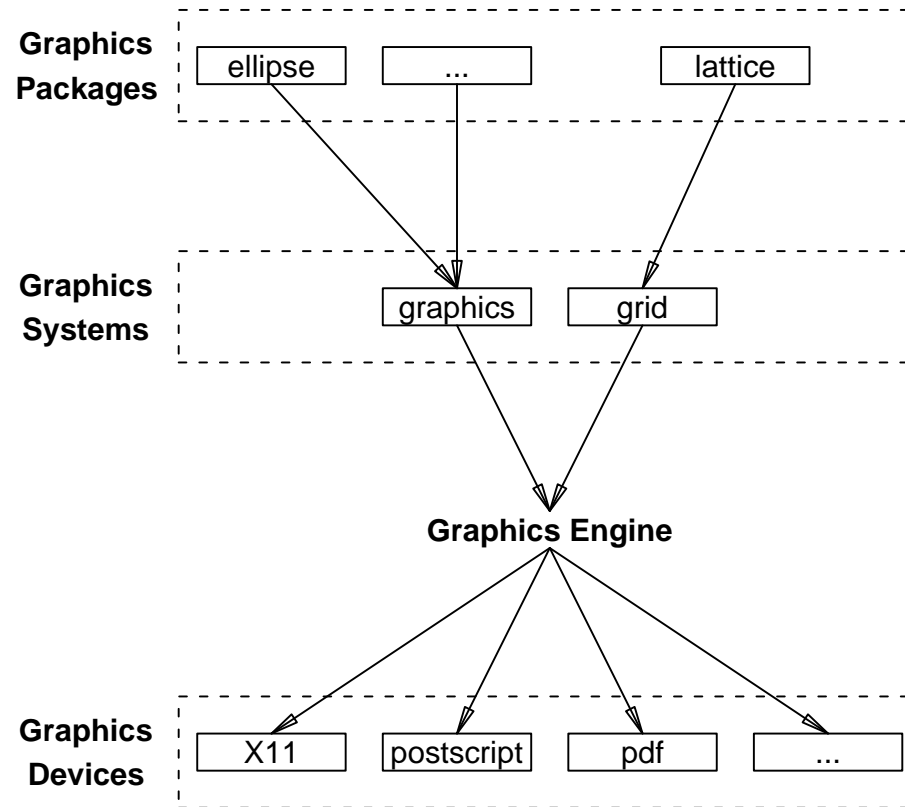 Graphics
Packages
ellipse
...
lattice
Graphics
Systems
graphics
grid
Graphics Engine
Graphics
Devices
X11
postscript
pdf
...